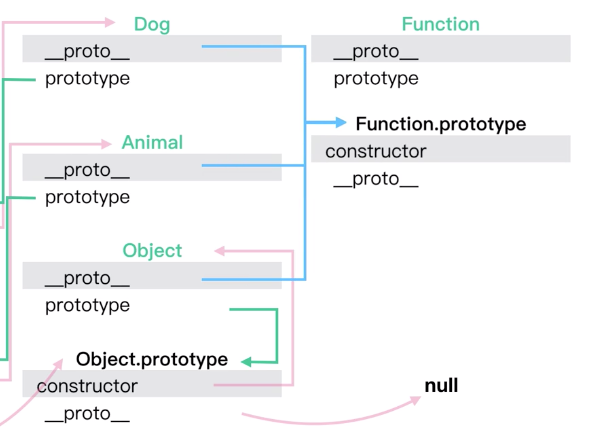 Dog
__proto__
prototype
Animal
__proto__
prototype
Object
__proto__
prototype
Object.prototype
constructor
__proto__
Function
__proto__
prototype
Function.prototype
constructor
__proto__
null